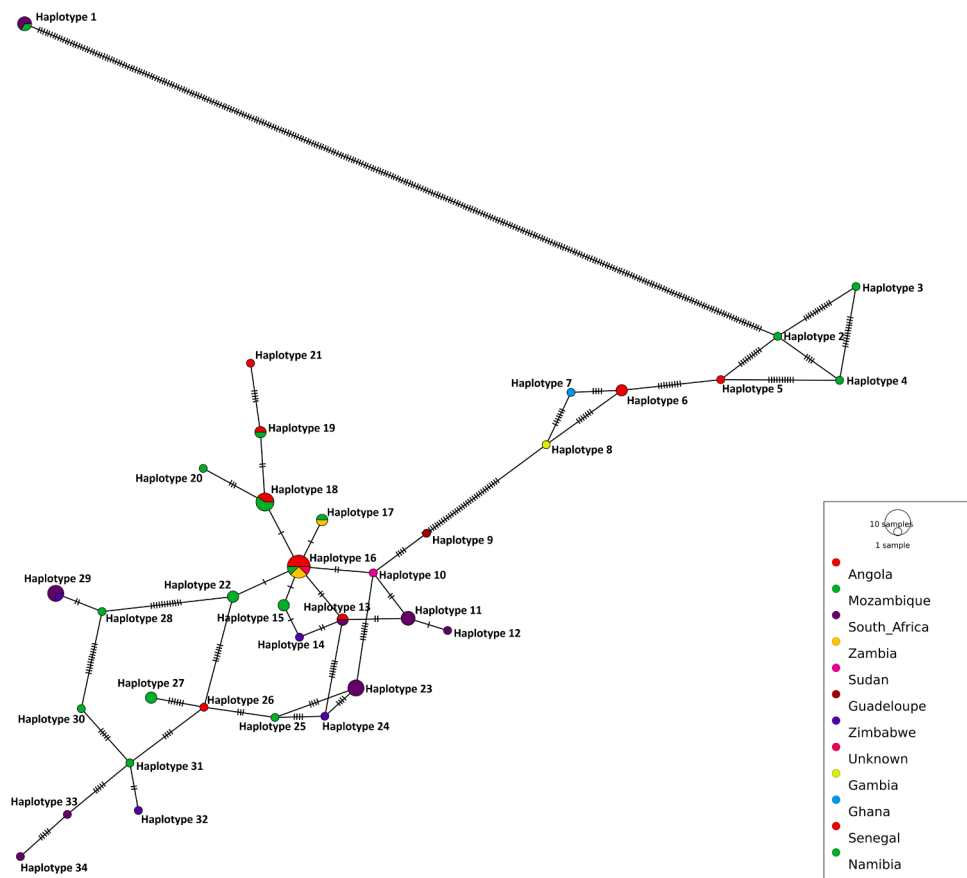 Haplotype 1
Haplotype 3
Haplotype 2
Haplotype 4
Haplotype 5
Haplotype 7
Haplotype 6
Haplotype 8
Haplotype 21
Haplotype 19
Haplotype 20
Haplotype 18
Haplotype 17
Haplotype 9
Haplotype 16
Haplotype 10
Haplotype 29
Haplotype 22
Haplotype 28
Haplotype 15
Haplotype 13
Haplotype 11
Haplotype 12
Haplotype 14
Haplotype 27
Haplotype 26
Haplotype 23
Haplotype 30
Haplotype 25
Haplotype 24
Haplotype 31
Haplotype 33
Haplotype 32
Haplotype 34
10 samples
1 sample
Angola
Mozambique
South_Africa
Zambia
Sudan
Guadeloupe
Zimbabwe
Unknown
Gambia
Ghana
Senegal
Namibia